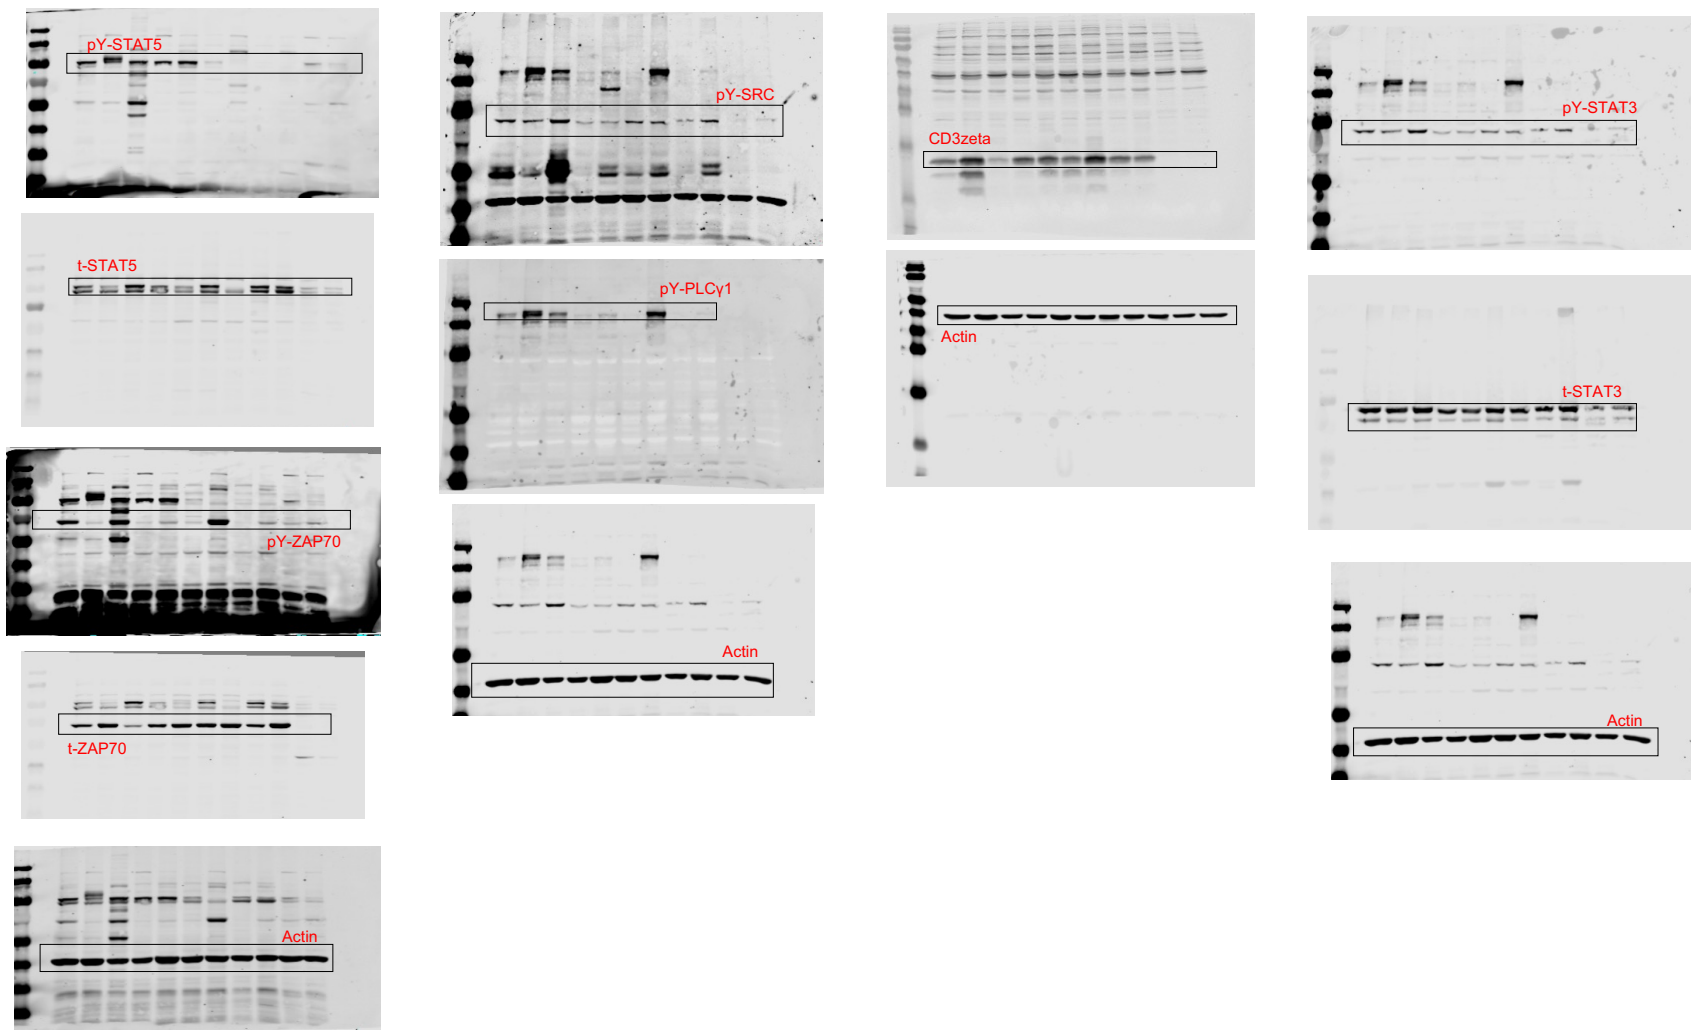 pY-STAT5
t-STAT5
pY-ZAP70
t-ZAP70
Actin
pY-SRC
pY-PLCγ1
Actin
CD3zeta
Actin
pY-STAT3
t-STAT3
Actin